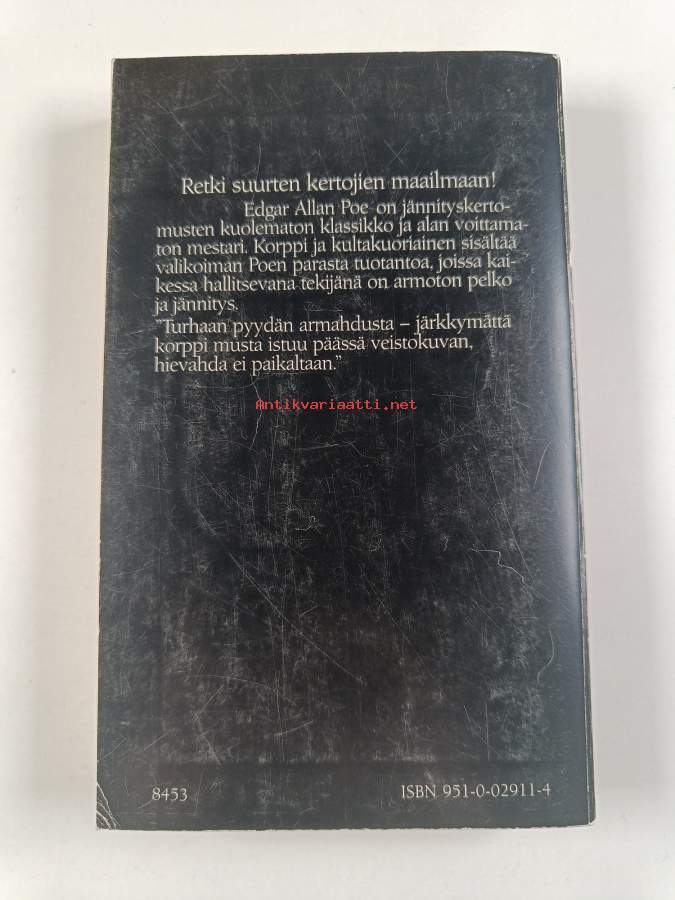 Retki suurten kertojien maailmaan!
Edgar Allan Poe on jännityskerto-
musten kuolematon klassikko ja alan voittama-
ton mestari. Korppi ja kultakuoriainen sisältää
valikoiman Poen parasta tuotantoa, joissa kai-
kessa hallitsevana tekijänä on armoton pelko
ja jännitys.
"Turhaan pyydän armahdusta – järkkymättä
korppi musta istuu päässä veistokuvan,
hievahda ei paikaltaan."
Antikvariaatti.net
8453
ISBN 951-0-02911-4